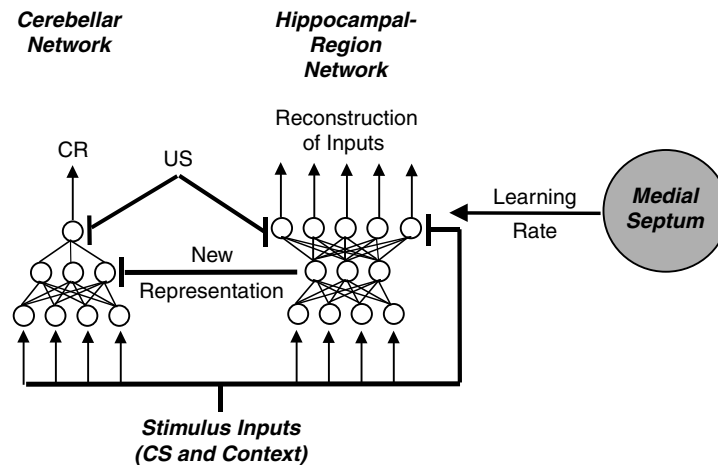 Cerebellar
Network
Hippocampal-
Region
Network
Reconstruction
of Inputs
CR
US
Learning
Rate
Medial
Septum
New
Representation
Stimulus Inputs
(CS and Context)